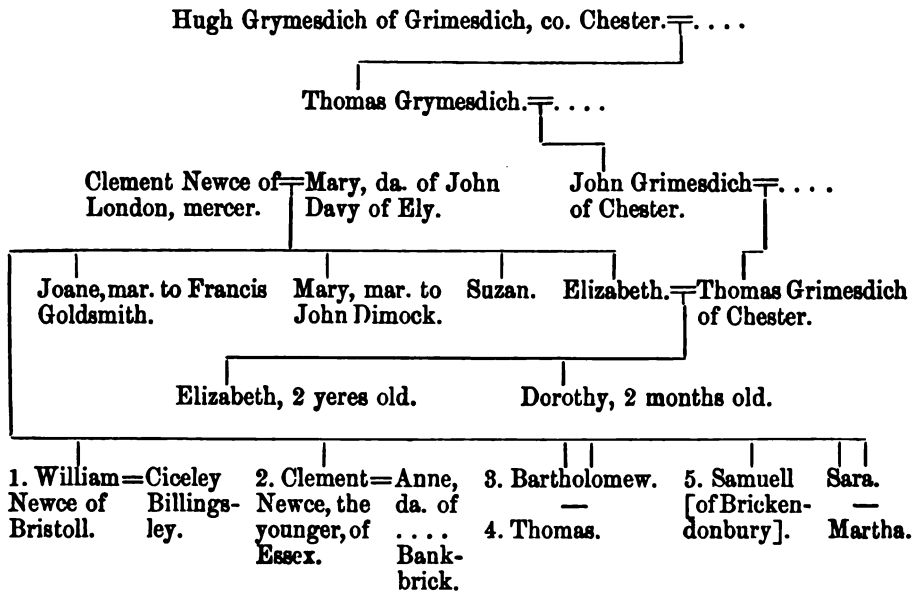 Hugh Grymesdich of Grimesdich, co. Chester.=. . . .
Thomas Grymesdich.=. . . .
Clement Newce of=Mary, da. of John
London, mercer. Davy of Ely.
John Grimesdich=. . . .
of Chester.
Joane, mar. to Francis
Goldsmith.
Mary, mar. to
John Dimock.
Suzan.
Elizabeth.=Thomas Grimesdich
of Chester.
Elizabeth, 2 yeres old.
Dorothy, 2 months old.
1. William=Ciceley
Newce of Billings-
Bristoll. ley.
2. Clement=Anne,
Newce, the da. of
younger, of . . . .
Essex. Bank-
brick.
3. Bartholomew.
—
4. Thomas.
5. Samuell
[of Bricken-
donbury].
Sara.
—
Martha.